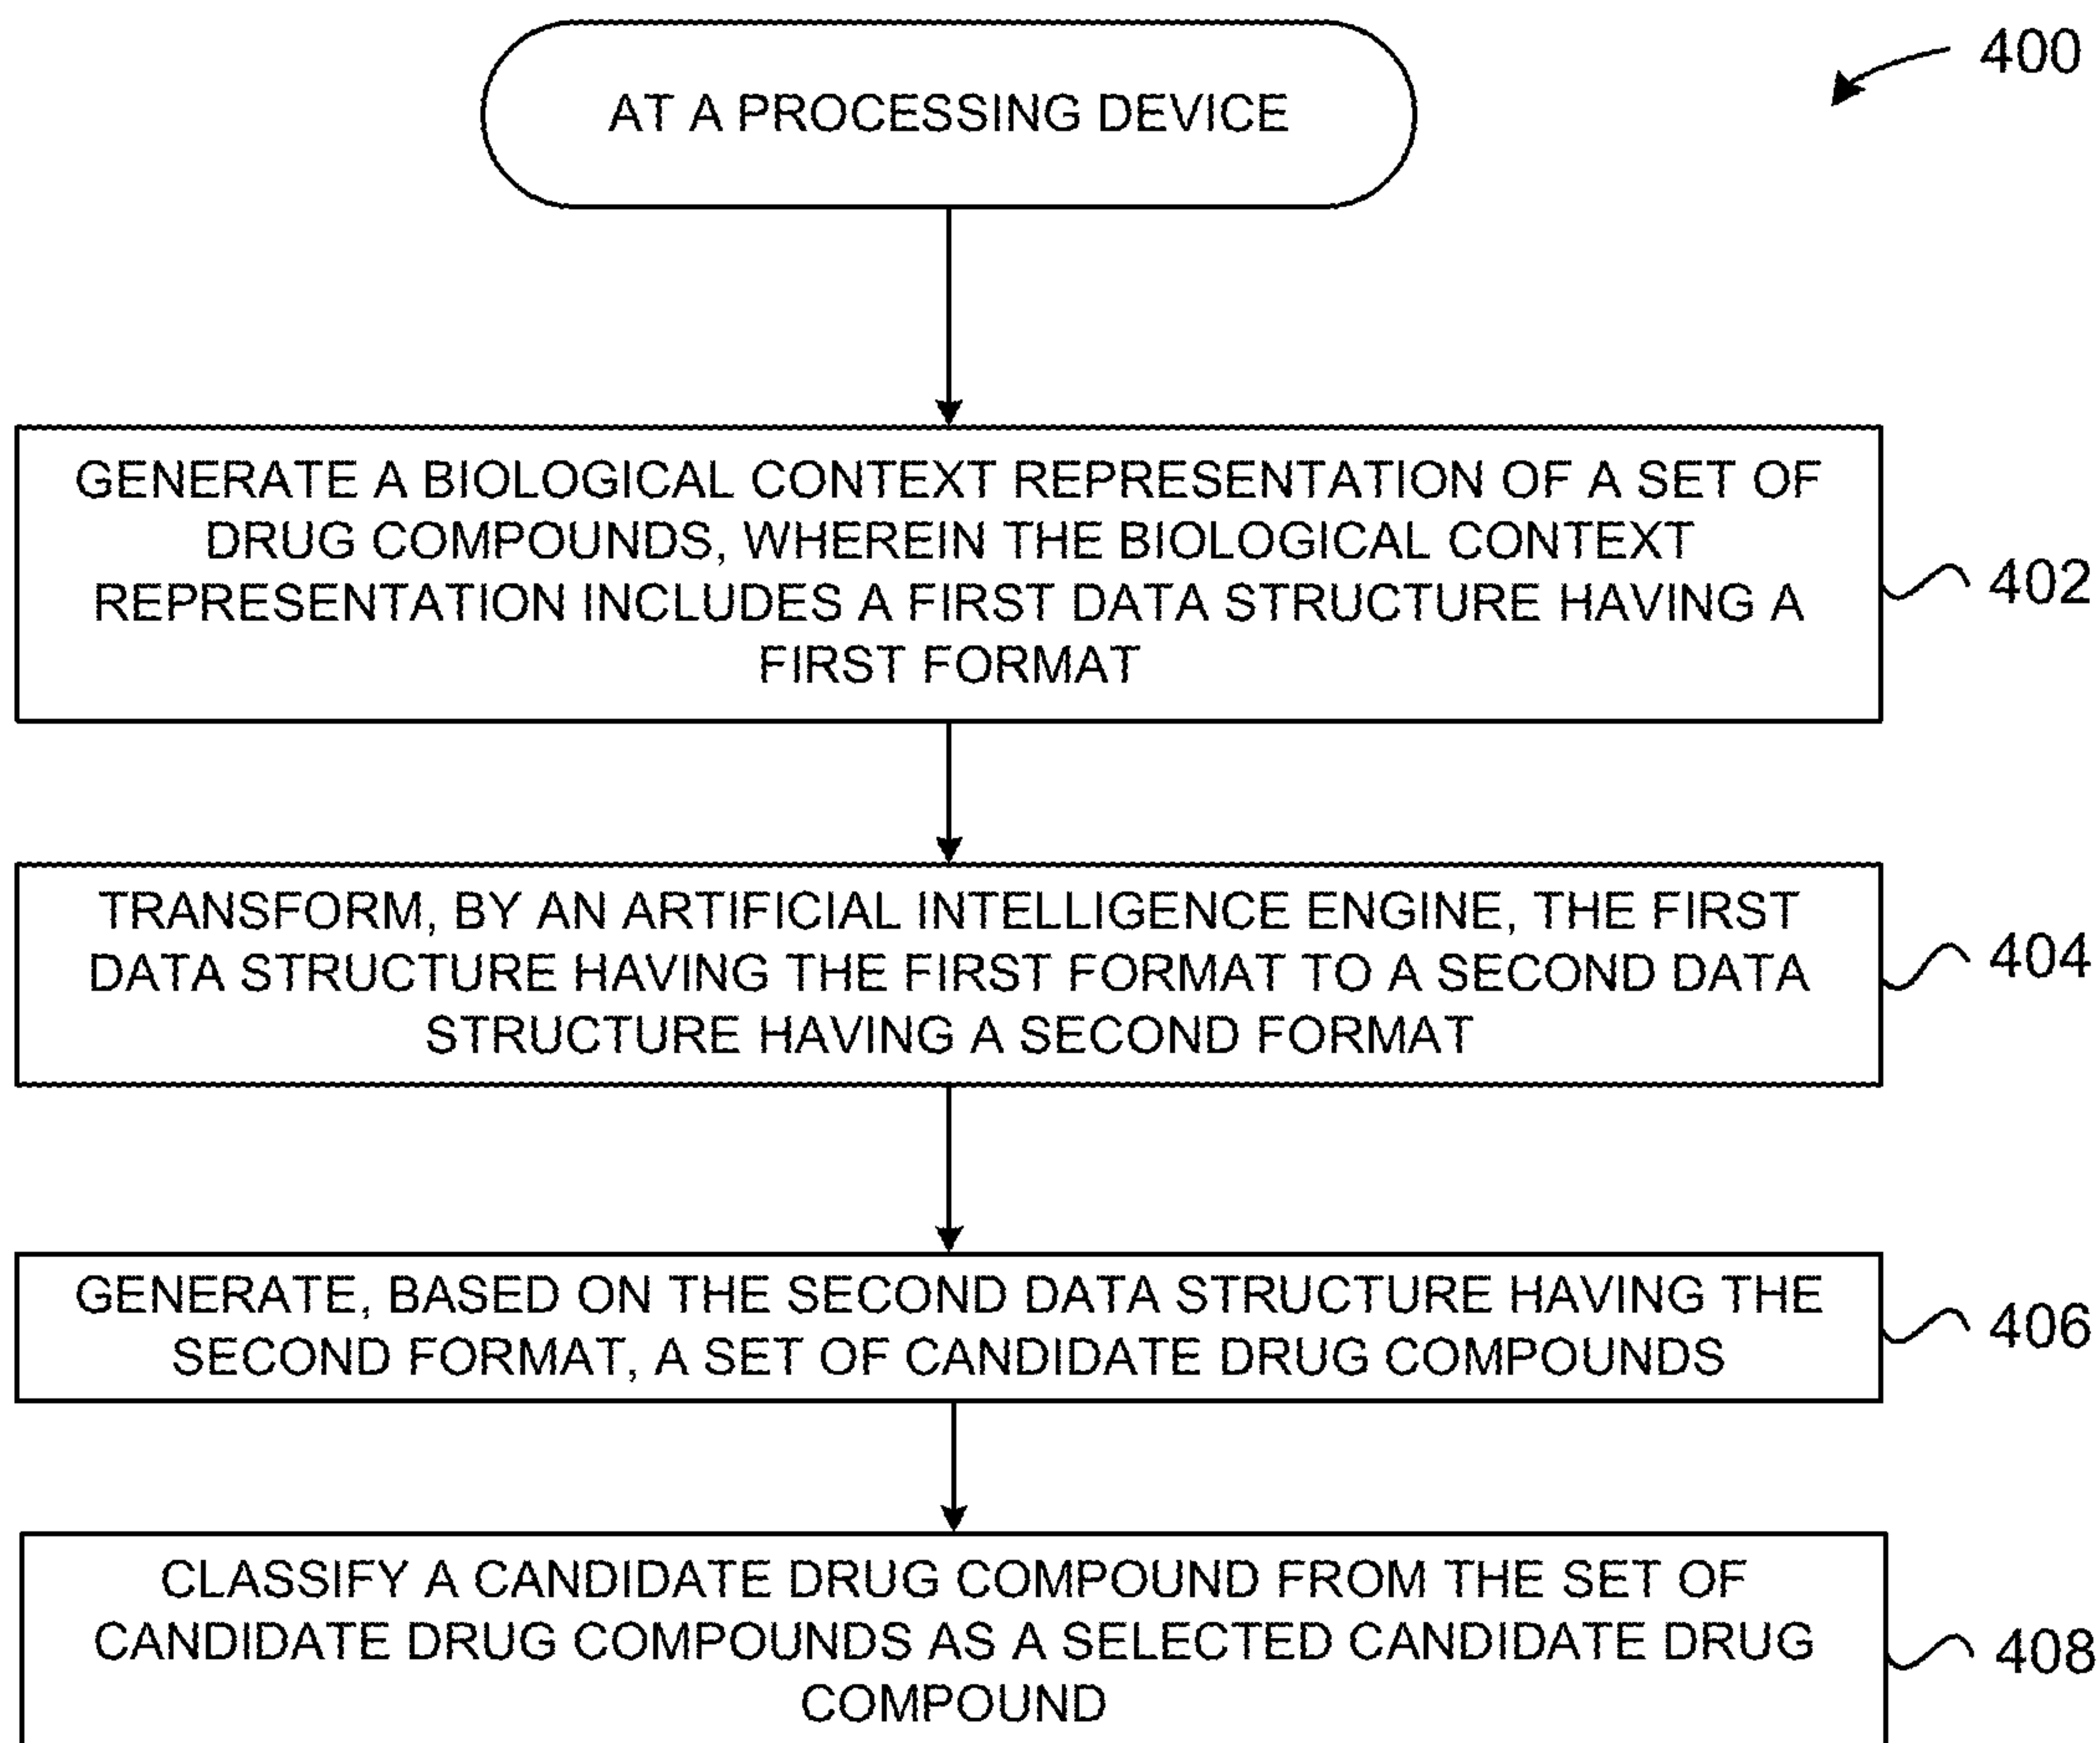 400
AT A PROCESSING DEVICE
GENERATE A BIOLOGICAL CONTEXT REPRESENTATION OF A SET OF
DRUG COMPOUNDS, WHEREIN THE BIOLOGICAL CONTEXT
REPRESENTATION INCLUDES A FIRST DATA STRUCTURE HAVING A
FIRST FORMAT
402
TRANSFORM, BY AN ARTIFICIAL INTELLIGENCE ENGINE, THE FIRST
DATA STRUCTURE HAVING THE FIRST FORMAT TO A SECOND DATA
STRUCTURE HAVING A SECOND FORMAT
404
GENERATE, BASED ON THE SECOND DATA STRUCTURE HAVING THE
SECOND FORMAT, A SET OF CANDIDATE DRUG COMPOUNDS
406
CLASSIFY A CANDIDATE DRUG COMPOUND FROM THE SET OF
CANDIDATE DRUG COMPOUNDS AS A SELECTED CANDIDATE DRUG
COMPOUND
408